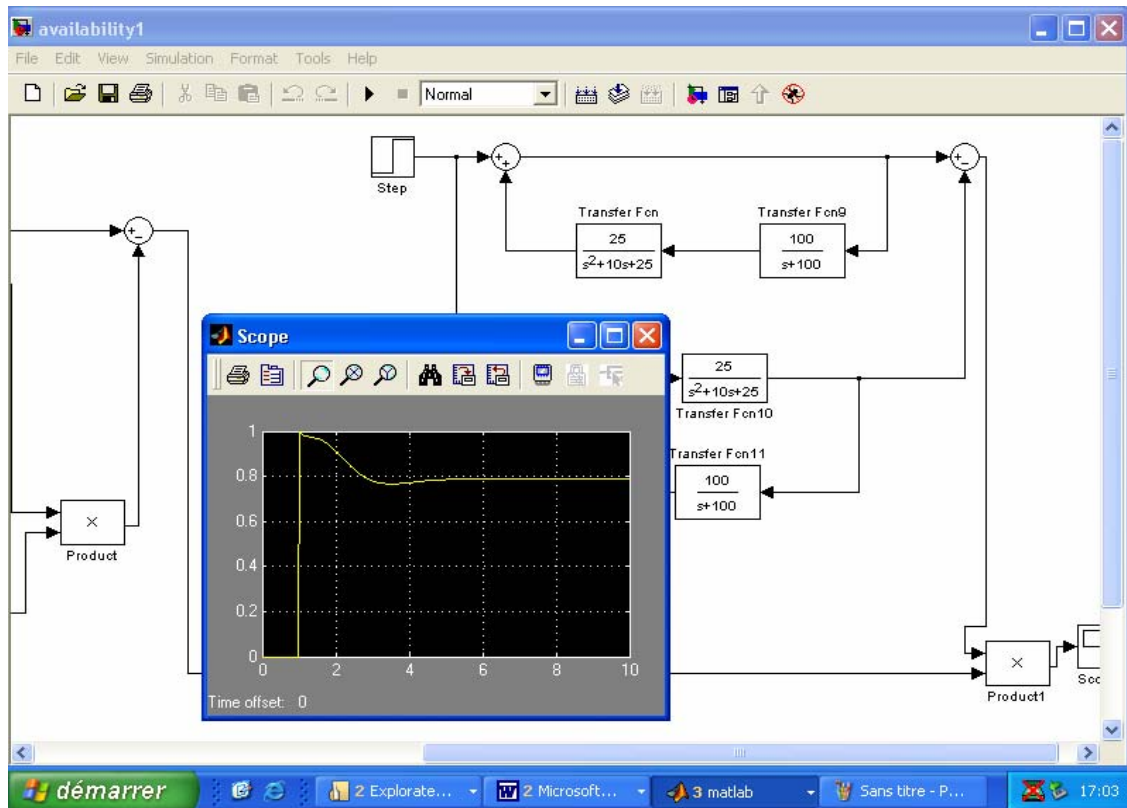 availability1
File Edit View Simulation Format Tools Help
Normal
Step
Transfer Fcn
25
s²+10s+25
Transfer Fcn9
100
s+100
Scope
25
s²+10s+25
Transfer Fcn10
Transfer Fcn11
100
s+100
×
Product
1
0.8
0.6
0.4
0.2
0
0 2 4 6 8 10
Time offset: 0
×
Product1
démarrer
2 Explorate...
2 Microsoft...
3 matlab
Sans titre - P...
17:03